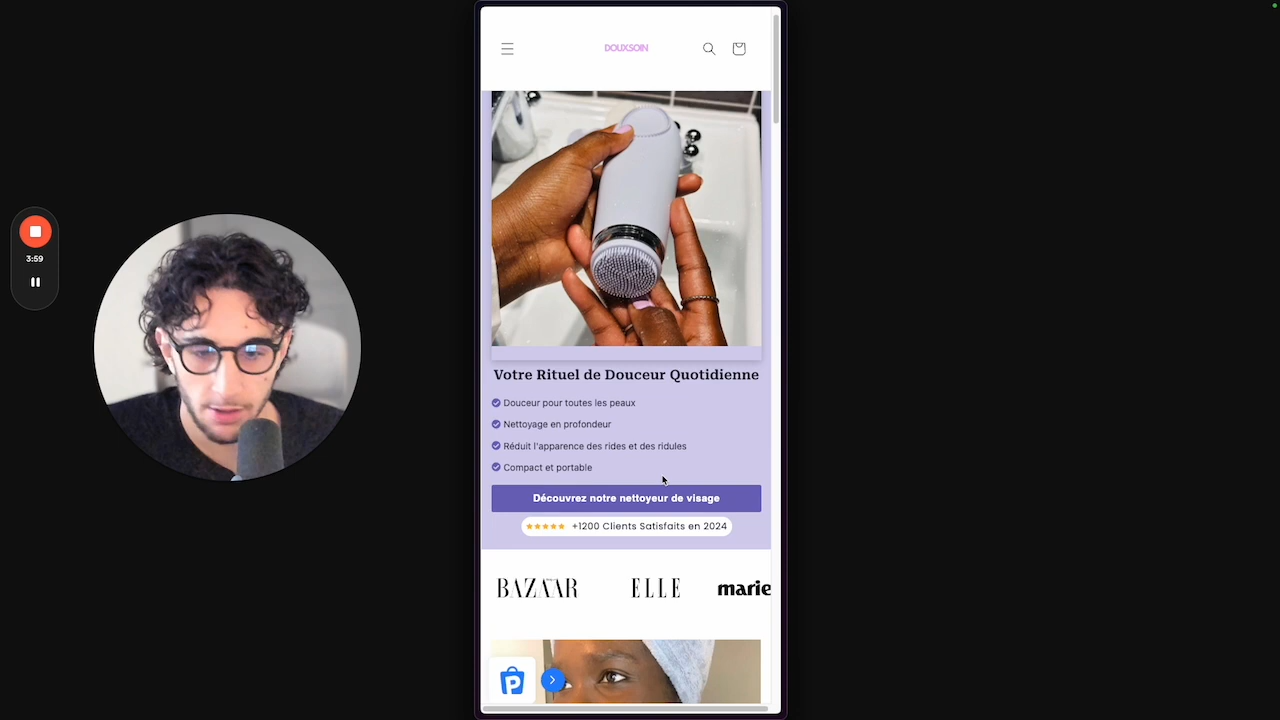 DOUXSOIN
3:59
Votre Rituel de Douceur Quotidienne
Douceur pour toutes les peaux
Nettoyage en profondeur
Réduit l'apparence des rides et des ridules
Compact et portable
Découvrez notre nettoyeur de visage
+1200 Clients Satisfaits en 2024
BAZAAR
ELLE
marie